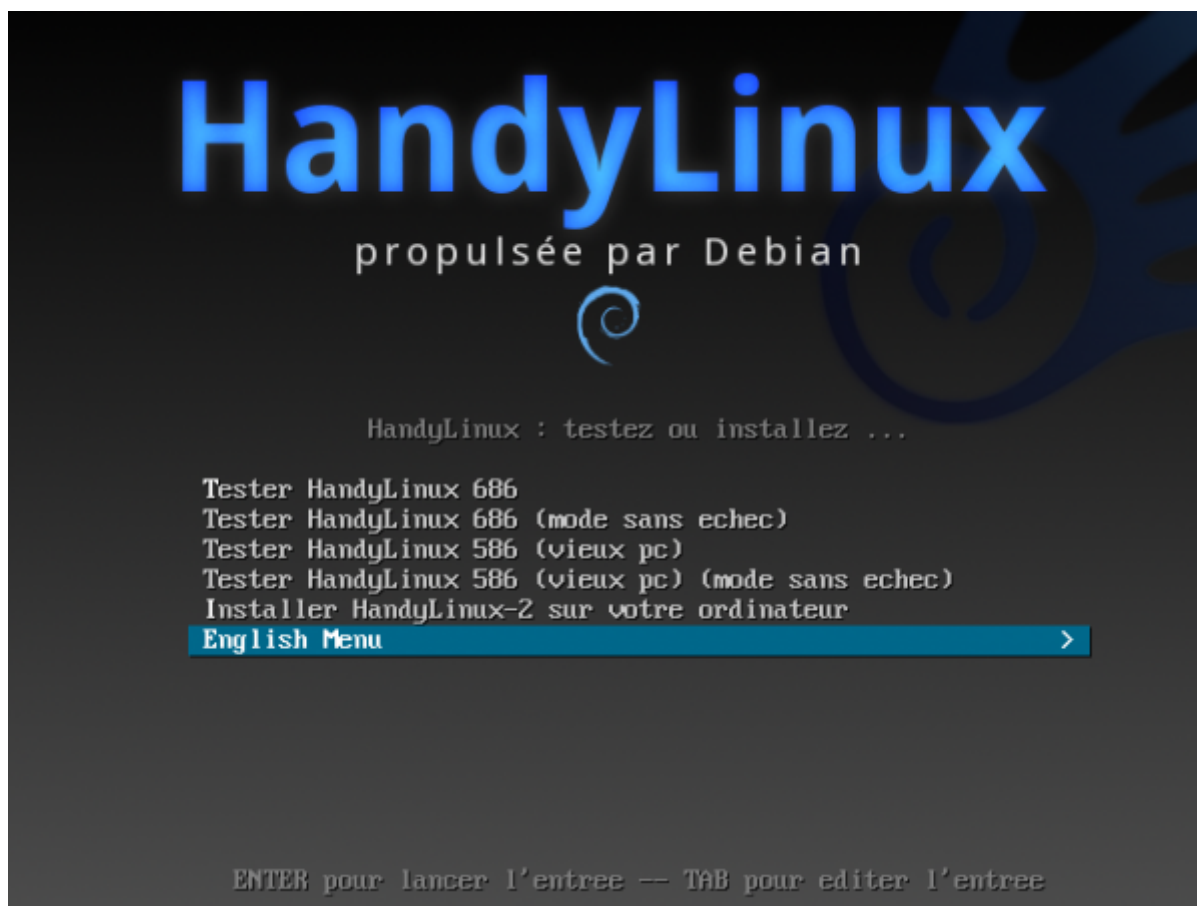 HandyLinux
propulsée par Debian
HandyLinux : testez ou installez ...
Tester HandyLinux 686
Tester HandyLinux 686 (mode sans echec)
Tester HandyLinux 586 (vieux pc)
Tester HandyLinux 586 (vieux pc) (mode sans echec)
Installer HandyLinux-2 sur votre ordinateur
English Menu >
ENTER pour lancer l'entree -- TAB pour editer l'entree